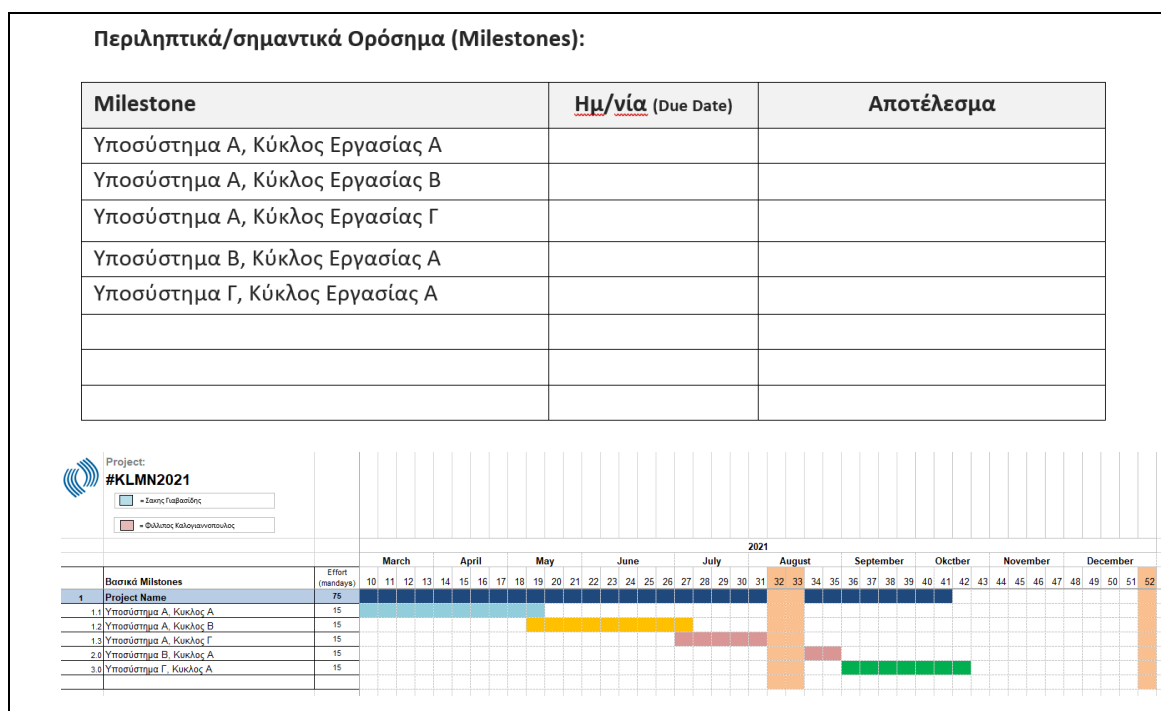 Περιληπτικά/σημαντικά Ορόσημα (Milestones):
Milestone Ημ/νία (Due Date) Αποτέλεσμα
Υποσύστημα Α, Κύκλος Εργασίας Α
Υποσύστημα Α, Κύκλος Εργασίας Β
Υποσύστημα Α, Κύκλος Εργασίας Γ
Υποσύστημα Β, Κύκλος Εργασίας Α
Υποσύστημα Γ, Κύκλος Εργασίας Α
Project:
#KLMN2021
= Σακης Γιαβασίδης
= Φιλλιπος Καλογιαννοπουλος
2021
March April May June July August September Okctber November December
Βασικά Milstones Effort (mandays) 10 11 12 13 14 15 16 17 18 19 20 21 22 23 24 25 26 27 28 29 30 31 32 33 34 35 36 37 38 39 40 41 42 43 44 45 46 47 48 49 50 51 52
1 Project Name 75
1.1 Υποσύστημα Α, Κυκλος Α 15
1.2 Υποσύστημα Α, Κυκλος Β 15
1.3 Υποσύστημα Α, Κυκλος Γ 15
2.0 Υποσύστημα Β, Κυκλος Α 15
3.0 Υποσύστημα Γ, Κυκλος Α 15